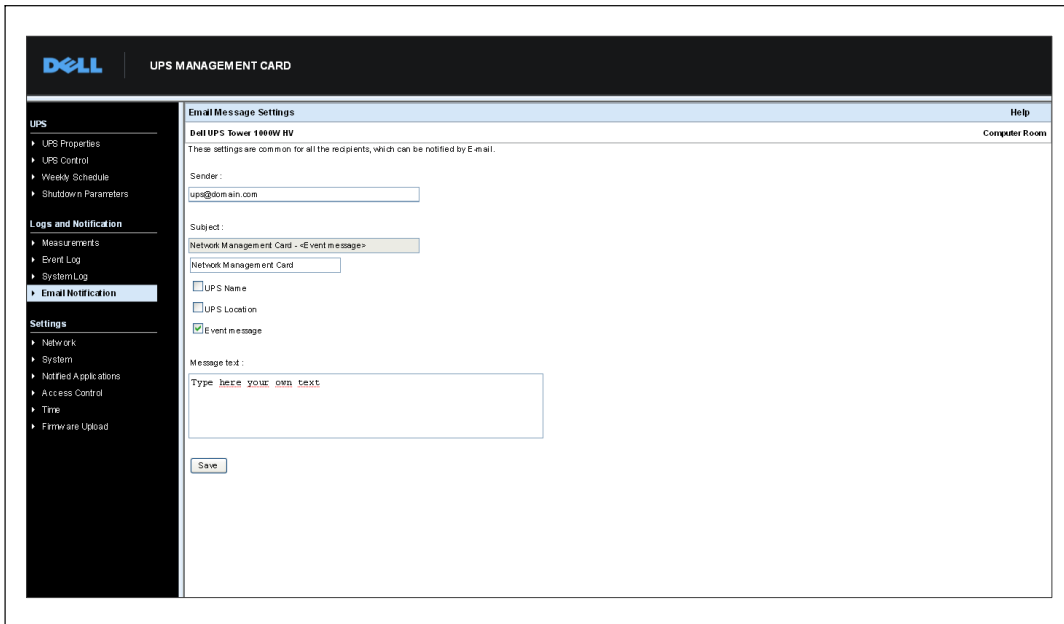 DELL
UPS MANAGEMENT CARD
UPS
UPS Properties
UPS Control
Weekly Schedule
Shutdown Parameters
Logs and Notification
Measurements
Event Log
System Log
Email Notification
Settings
Network
System
Notified Applications
Access Control
Time
Firmware Upload
Email Message Settings
Help
Dell UPS Tower 1000W HV
Computer Room
These settings are common for all the recipients, which can be notified by E-mail.
Sender :
ups@domain.com
Subject :
Network Management Card - <Event message>
Network Management Card
UPS Name
UPS Location
Event message
Message text :
Type here your own text
Save